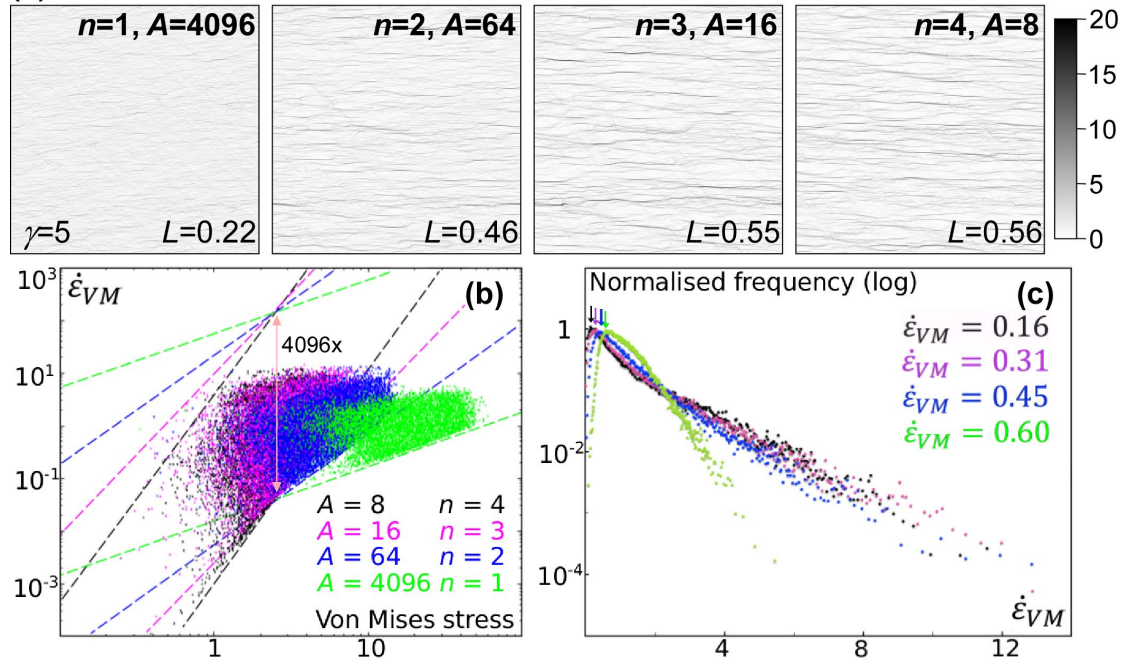 n=1, A=4096
n=2, A=64
n=3, A=16
n=4, A=8
γ=5
L=0.22
L=0.46
L=0.55
L=0.56
20
15
10
5
0
10³
10¹
10⁻¹
10⁻³
ε̇VM
(b)
4096x
A = 8 n = 4
A = 16 n = 3
A = 64 n = 2
A = 4096 n = 1
Von Mises stress
1
10
Normalised frequency (log)
(c)
1
10⁻²
10⁻⁴
ε̇VM = 0.16
ε̇VM = 0.31
ε̇VM = 0.45
ε̇VM = 0.60
ε̇VM
4
8
12